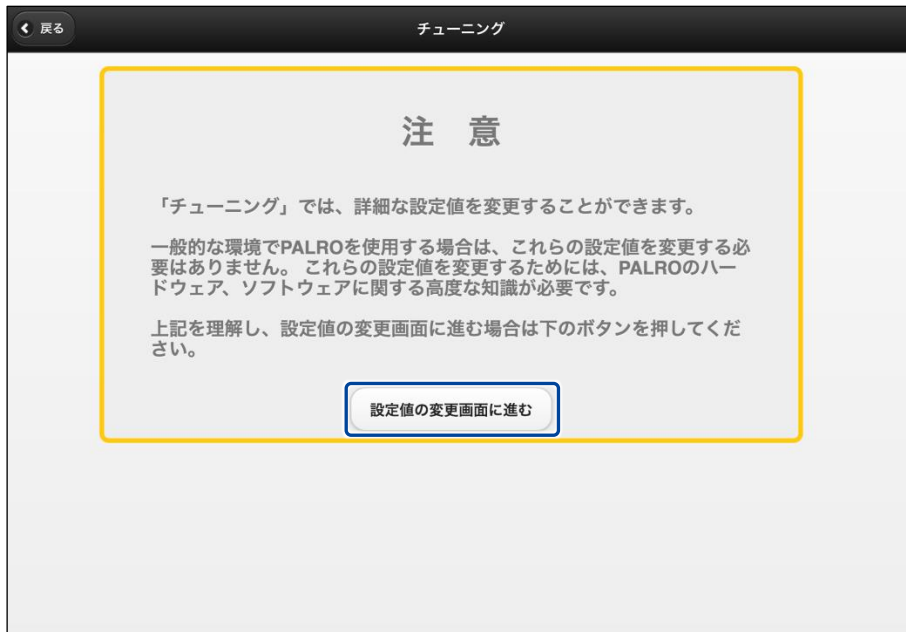 戻る
チューニング
注 意
「チューニング」では、詳細な設定値を変更することができます。
一般的な環境でPALROを使用する場合は、これらの設定値を変更する必
要はありません。 これらの設定値を変更するためには、PALROのハー
ドウェア、ソフトウェアに関する高度な知識が必要です。
上記を理解し、設定値の変更画面に進む場合は下のボタンを押してくだ
さい。
設定値の変更画面に進む